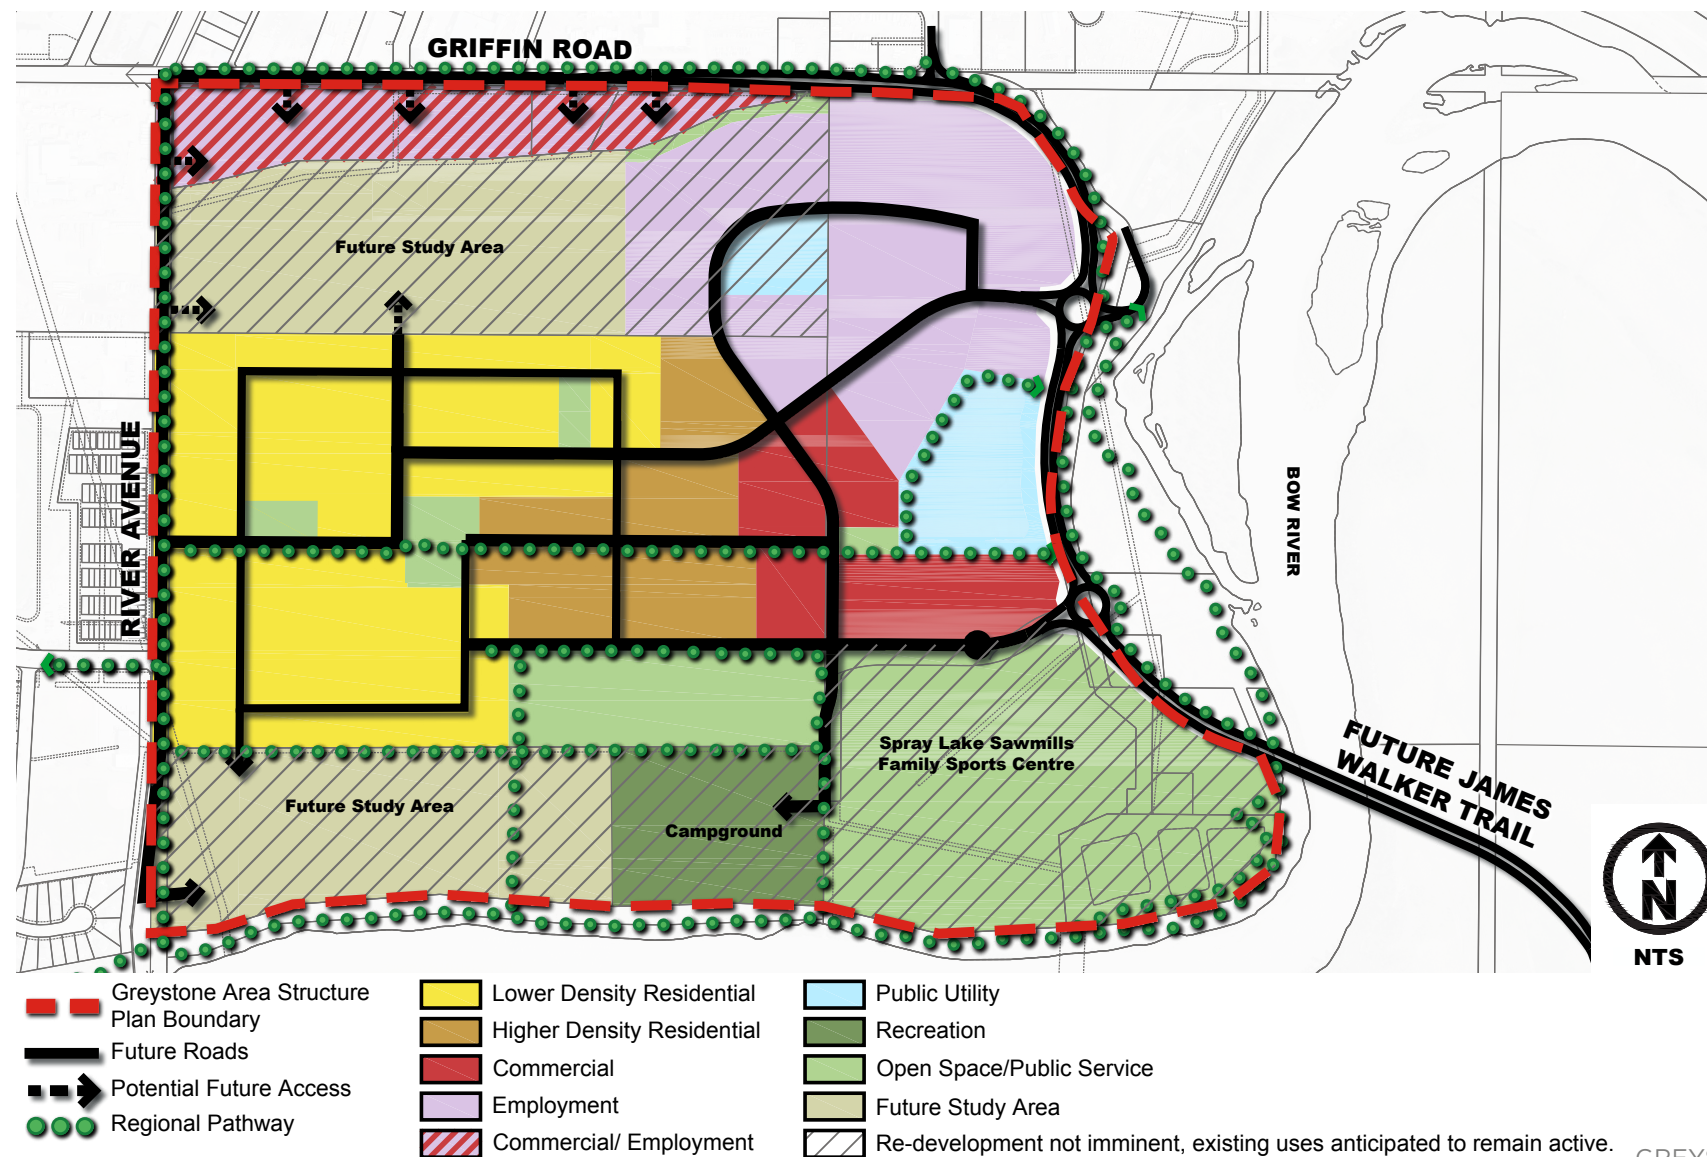 GRIFFIN ROAD
Future Study Area
RIVER AVENUE
BOW RIVER
Spray Lake Sawmills
Family Sports Centre
FUTURE JAMES
WALKER TRAIL
Future Study Area
Campground
N
NTS
Greystone Area Structure
Plan Boundary
Future Roads
Potential Future Access
Regional Pathway
Lower Density Residential
Higher Density Residential
Commercial
Employment
Commercial/ Employment
Public Utility
Recreation
Open Space/Public Service
Future Study Area
Re-development not imminent, existing uses anticipated to remain active.